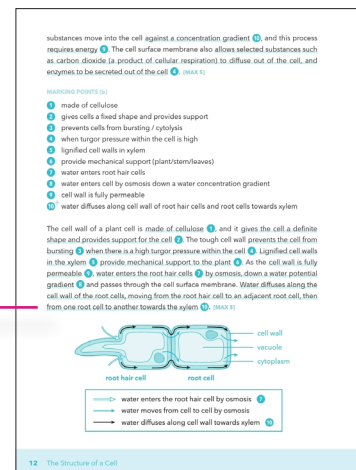 substances move into the cell against a concentration gradient 10, and this process
requires energy 9. The cell surface membrane also allows selected substances such
as carbon dioxide (a product of cellular respiration) to diffuse out of the cell, and
enzymes to be secreted out of the cell 6. (MAX 5)
MARKING POINTS (b)
1 made of cellulose
2 gives cells a fixed shape and provides support
3 prevents cells from bursting / cytolysis
4 when turgor pressure within the cell is high
5 lignified cell walls in xylem
6 provide mechanical support (plant/stem/leaves)
7 water enters root hair cells
8 water enters cell by osmosis down a water concentration gradient
9 cell wall is fully permeable
10 water diffuses along cell wall of root hair cells and root cells towards xylem
The cell wall of a plant cell is made of cellulose 1, and it gives the cell a definite
shape and provides support for the cell 2. The tough cell wall prevents the cell from
bursting 3 when there is a high turgor pressure within the cell 4. Lignified cell walls
in the xylem 5 provide mechanical support to the plant 6. As the cell wall is fully
permeable 9, water enters the root hair cells 7 by osmosis, down a water potential
gradient 8 and passes through the cell surface membrane. Water diffuses along the
cell wall of the root cells, moving from the root hair cell to an adjacent root cell, then
from one root cell to another towards the xylem 10. (MAX 5)
cell wall
vacuole
cytoplasm
root hair cell root cell
water enters the root hair cell by osmosis 7
water moves from cell to cell by osmosis
water diffuses along cell wall towards xylem 10
12 The Structure of a Cell